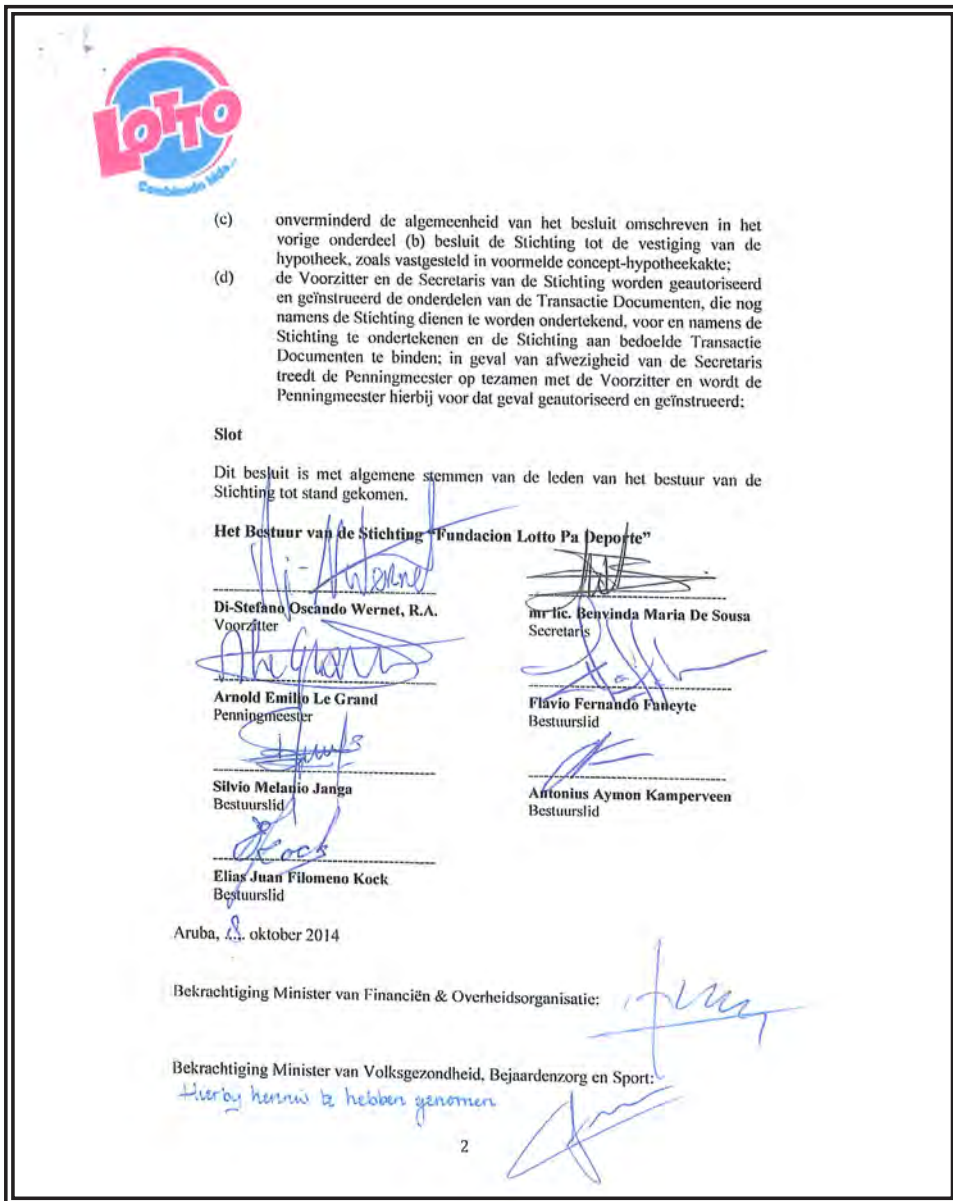 LOTTO
Cambiando bida...
(c) onverminderd de algemeenheid van het besluit omschreven in het
vorige onderdeel (b) besluit de Stichting tot de vestiging van de
hypotheek, zoals vastgesteld in voormelde concept-hypotheekakte;
(d) de Voorzitter en de Secretaris van de Stichting worden geautoriseerd
en geïnstrueerd de onderdelen van de Transactie Documenten, die nog
namens de Stichting dienen te worden ondertekend, voor en namens de
Stichting te ondertekenen en de Stichting aan bedoelde Transactie
Documenten te binden; in geval van afwezigheid van de Secretaris
treedt de Penningmeester op tezamen met de Voorzitter en wordt de
Penningmeester hierbij voor dat geval geautoriseerd en geïnstrueerd;
Slot
Dit besluit is met algemene stemmen van de leden van het bestuur van de
Stichting tot stand gekomen.
Het Bestuur van de Stichting "Fundacion Lotto Pa Deporte"
Wernet
Di-Stefano Oscando Wernet, R.A.
Voorzitter
mr lic. Benvinda Maria De Sousa
Secretaris
Arnold Emilio Le Grand
Penningmeester
Flavio Fernando Faneyte
Bestuurslid
Silvio Melanio Janga
Bestuurslid
Antonius Aymon Kamperveen
Bestuurslid
Kock
Elias Juan Filomeno Kock
Bestuurslid
Aruba, 8 oktober 2014
Bekrachtiging Minister van Financiën & Overheidsorganisatie:
Bekrachtiging Minister van Volksgezondheid, Bejaardenzorg en Sport:
Hierby kennis te hebben genomen
2